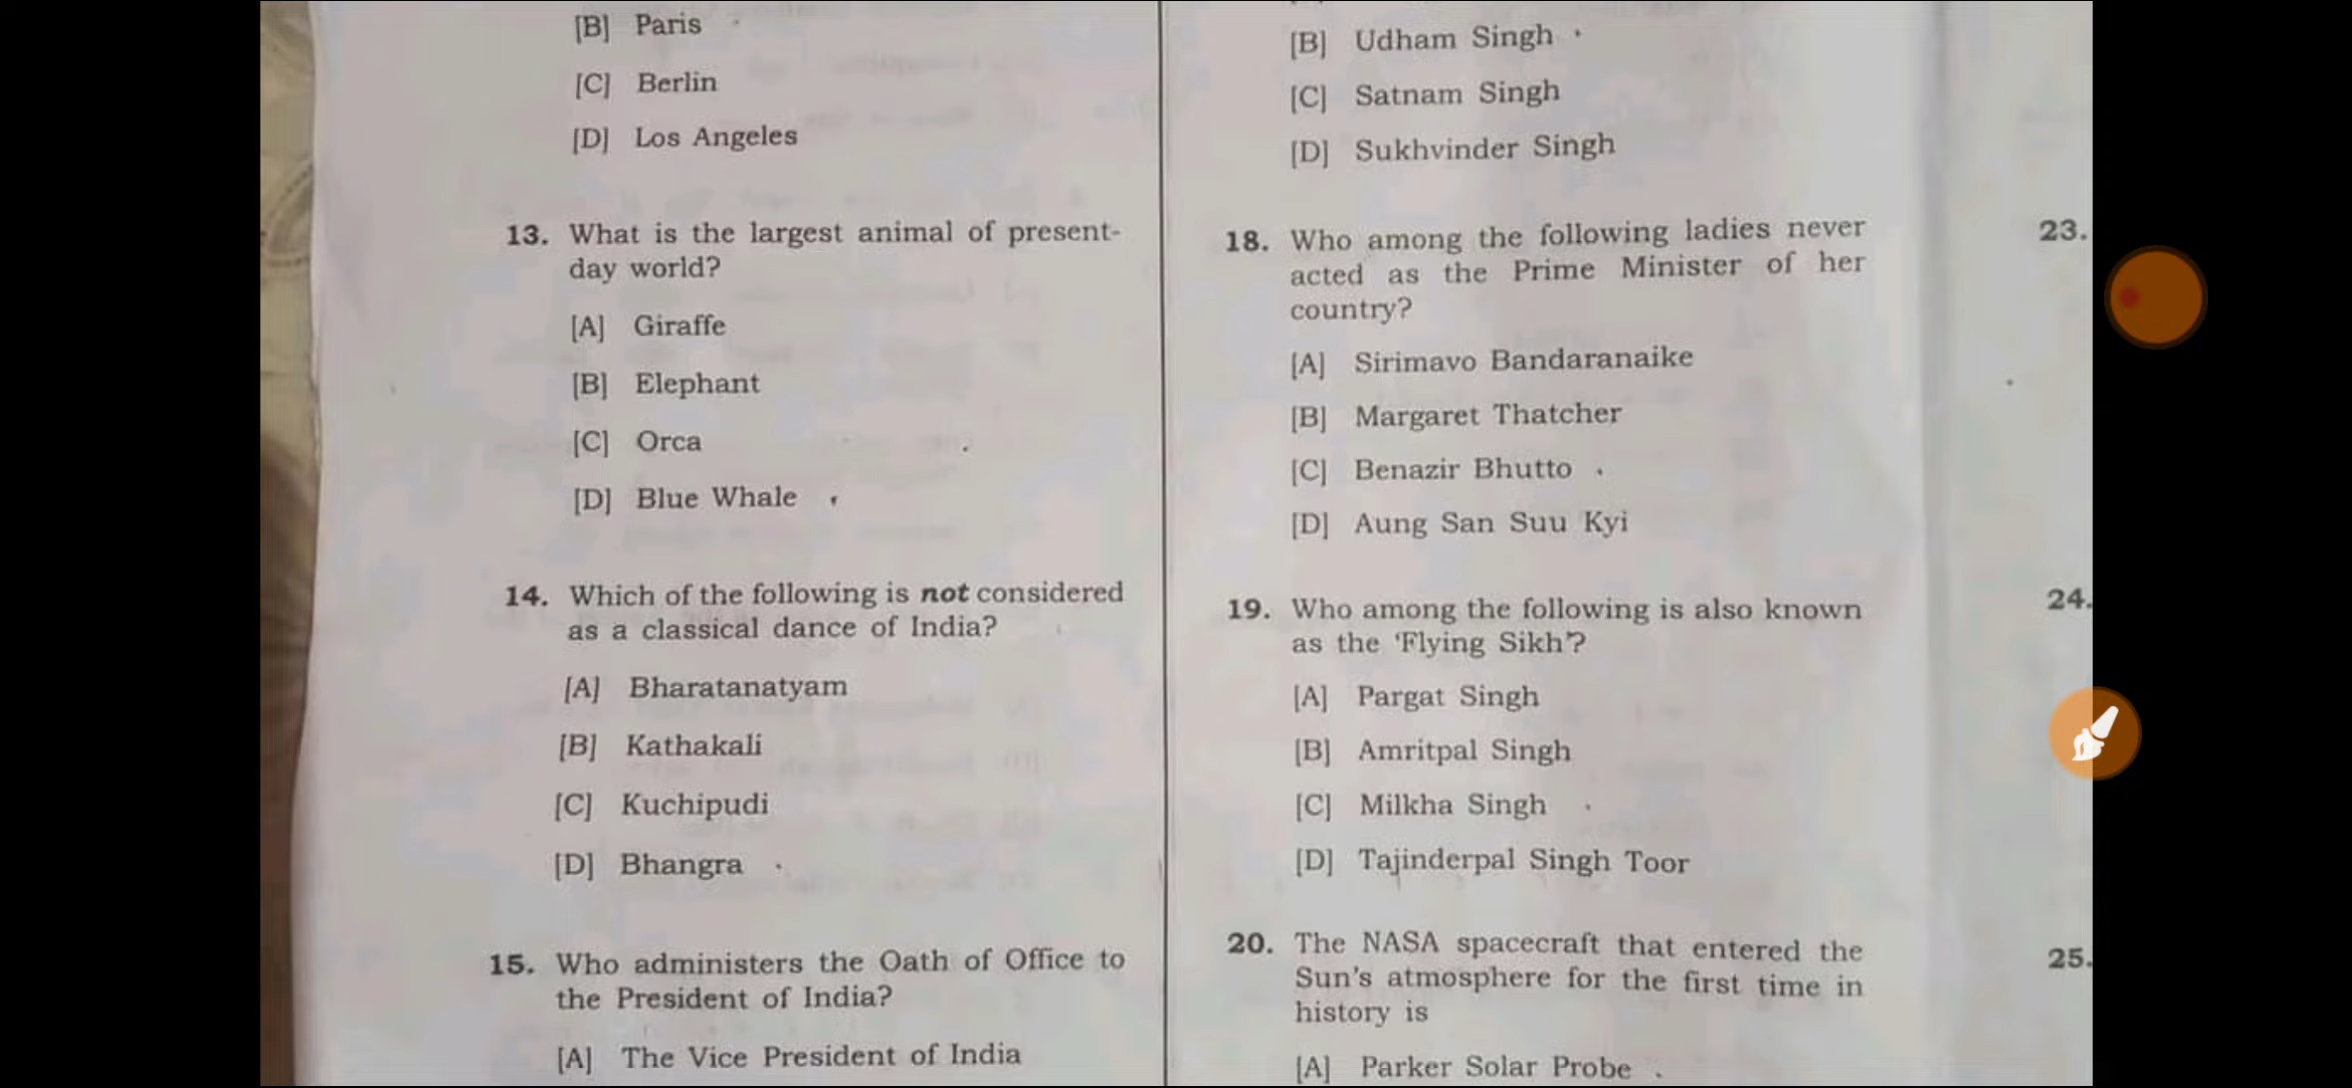 [B] Paris
[C] Berlin
[D] Los Angeles
13. What is the largest animal of present-
day world?
[A] Giraffe
[B] Elephant
[C] Orca
[D] Blue Whale
14. Which of the following is not considered
as a classical dance of India?
[A] Bharatanatyam
[B] Kathakali
[C] Kuchipudi
[D] Bhangra
15. Who administers the Oath of Office to
the President of India?
[A] The Vice President of India
[B] Udham Singh
[C] Satnam Singh
[D] Sukhvinder Singh
18. Who among the following ladies never
acted as the Prime Minister of her
country?
[A] Sirimavo Bandaranaike
[B] Margaret Thatcher
[C] Benazir Bhutto
[D] Aung San Suu Kyi
19. Who among the following is also known
as the 'Flying Sikh'?
[A] Pargat Singh
[B] Amritpal Singh
[C] Milkha Singh
[D] Tajinderpal Singh Toor
20. The NASA spacecraft that entered the
Sun's atmosphere for the first time in
history is
[A] Parker Solar Probe
23.
24.
25.